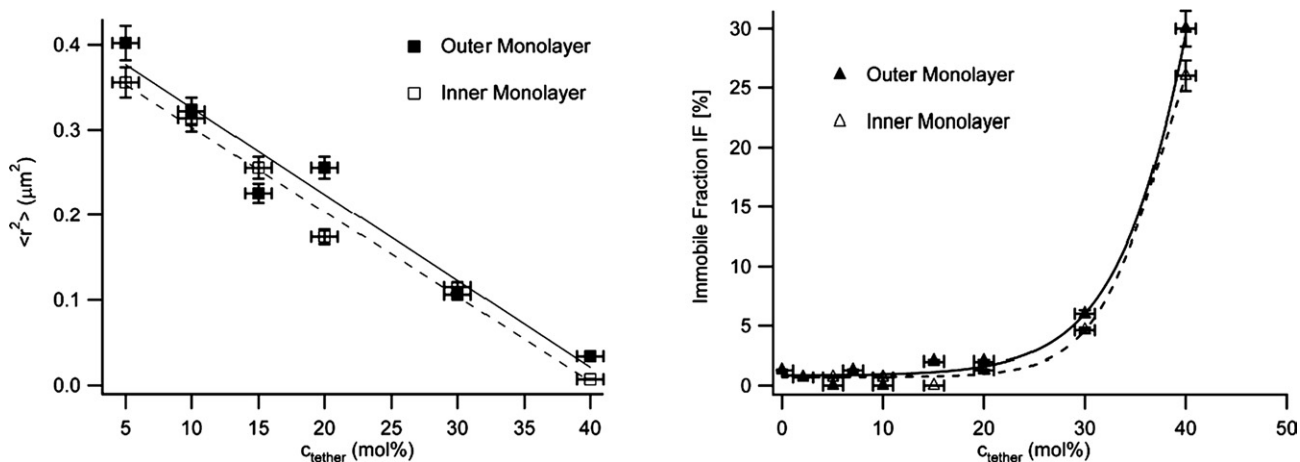 0.4
0.3
0.2
0.1
0.0
<r²> (μm²)
Outer Monolayer
Inner Monolayer
5 10 15 20 30 40
c_tether (mol%)
30
25
20
15
10
5
0
Immobile Fraction IF [%]
Outer Monolayer
Inner Monolayer
0 10 20 30 40 50
c_tether (mol%)